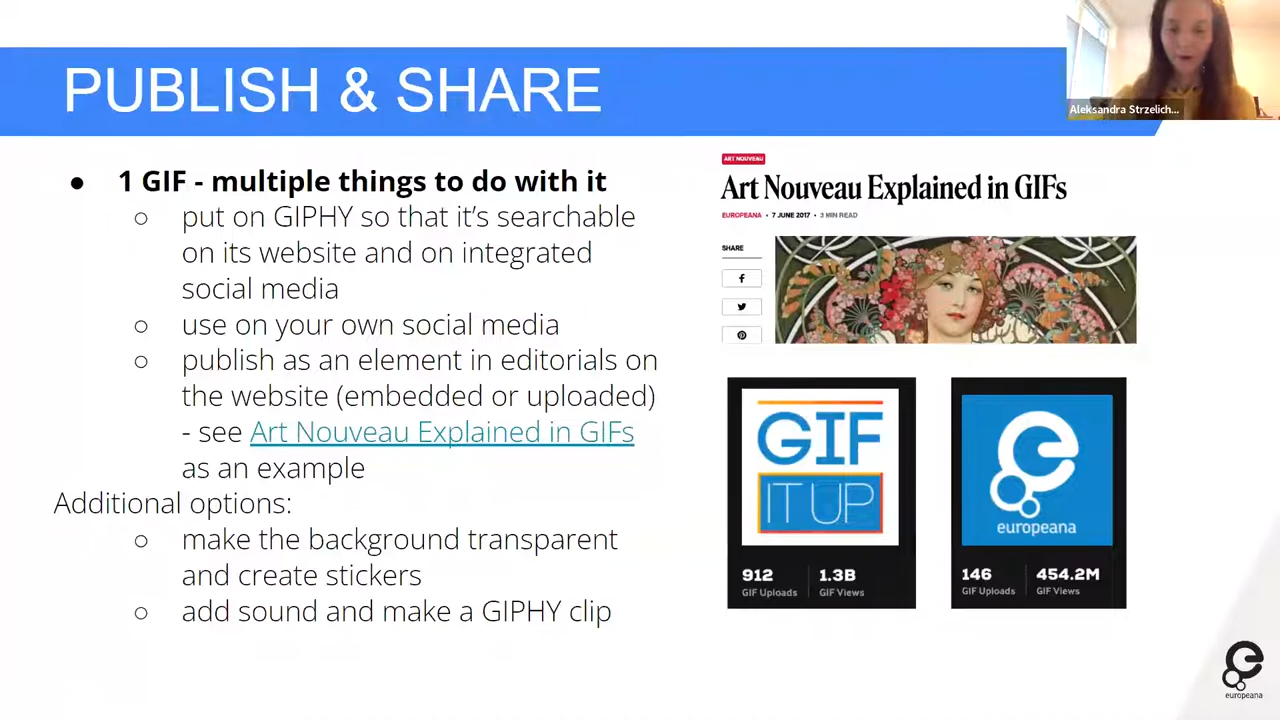 PUBLISH & SHARE
Aleksandra Strzelich...
● 1 GIF - multiple things to do with it
○ put on GIPHY so that it's searchable
on its website and on integrated
social media
○ use on your own social media
○ publish as an element in editorials on
the website (embedded or uploaded)
- see Art Nouveau Explained in GIFs
as an example
Additional options:
○ make the background transparent
and create stickers
○ add sound and make a GIPHY clip
ART NOUVEAU
Art Nouveau Explained in GIFs
EUROPEANA • 7 JUNE 2017 • 3 MIN READ
SHARE
GIF
IT UP
912 1.3B
GIF Uploads GIF Views
europeana
146 454.2M
GIF Uploads GIF Views
europeana